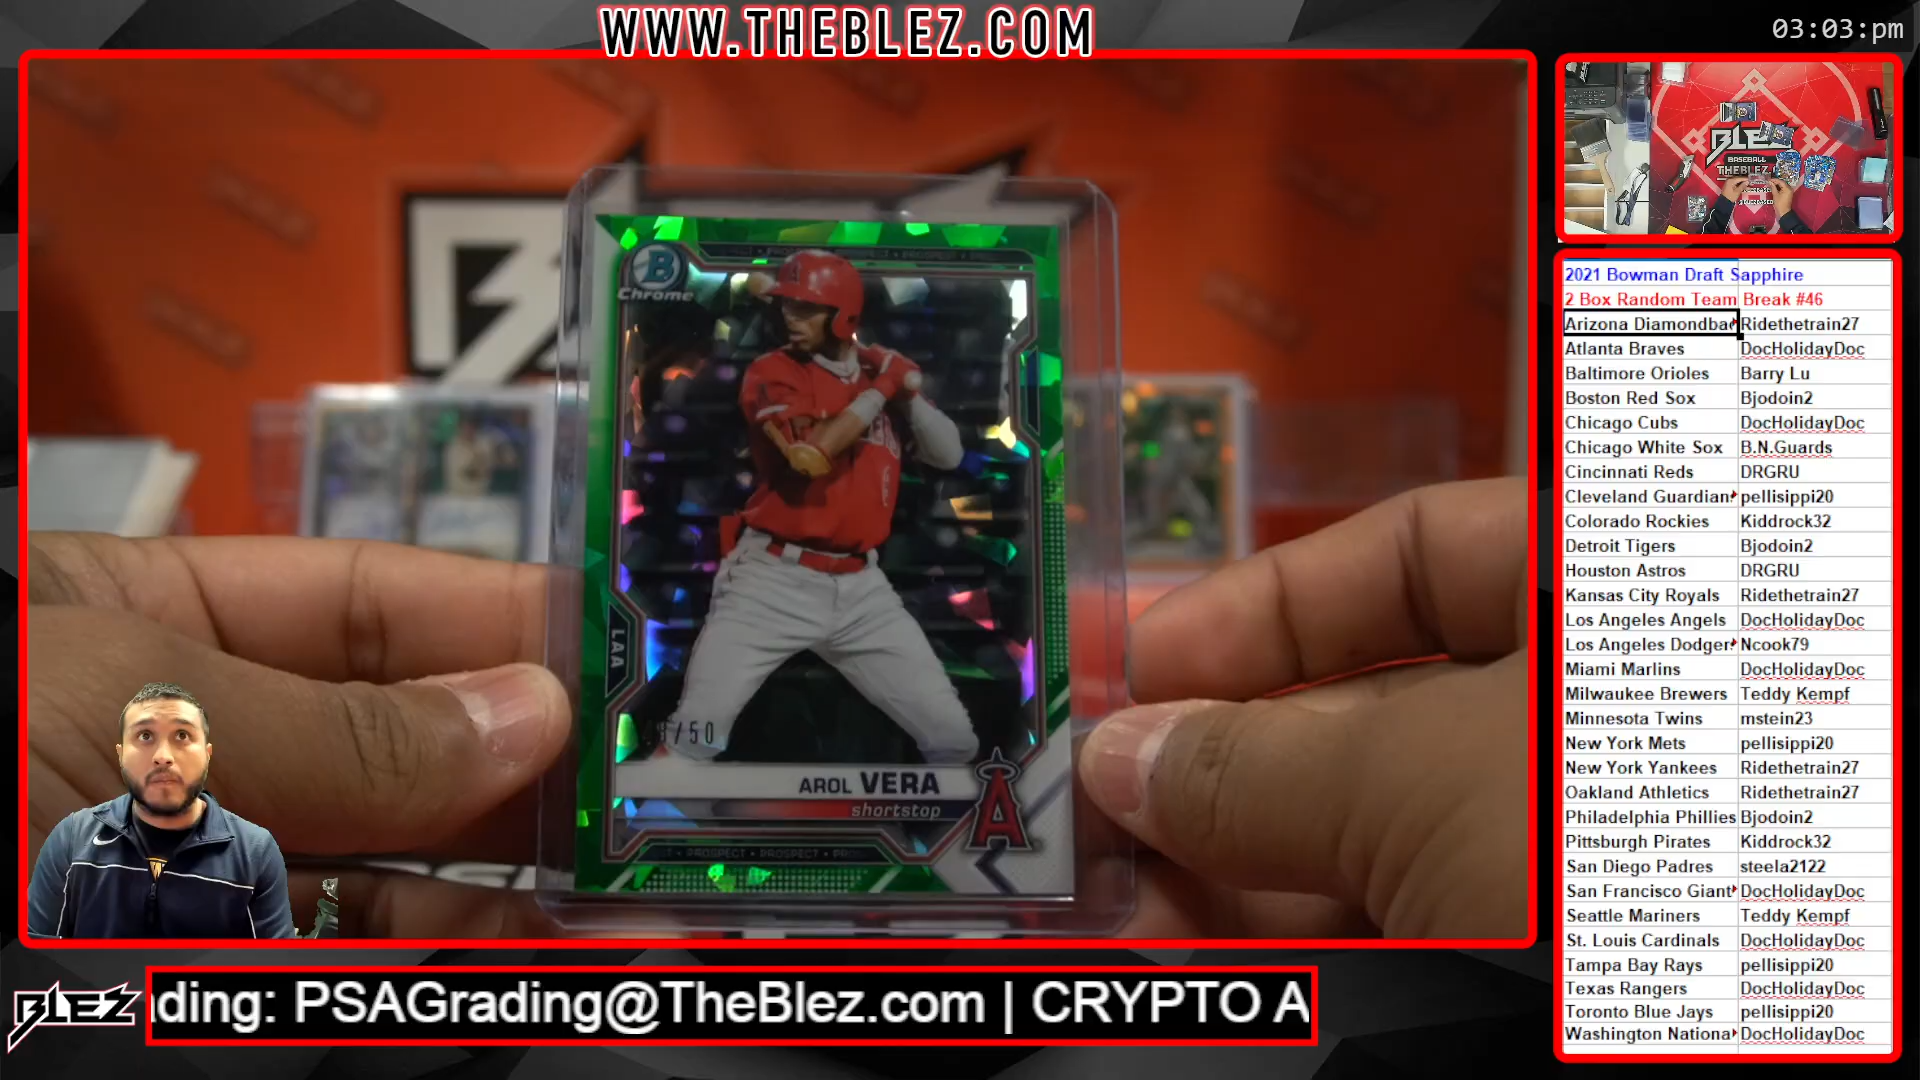 WWW.THEBLEZ.COM
03:03:pm
B
Chrome
LAA
/50
AROL VERA
shortstop
A
PROSPECT • PROSPECT
BLEZ
BASEBALL
2021 Bowman Draft Sapphire
2 Box Random Team Break #46
Arizona Diamondba Ridethetrain27
Atlanta Braves DocHolidayDoc
Baltimore Orioles Barry Lu
Boston Red Sox Bjodoin2
Chicago Cubs DocHolidayDoc
Chicago White Sox B.N.Guards
Cincinnati Reds DRGRU
Cleveland Guardian pellisippi20
Colorado Rockies Kiddrock32
Detroit Tigers Bjodoin2
Houston Astros DRGRU
Kansas City Royals Ridethetrain27
Los Angeles Angels DocHolidayDoc
Los Angeles Dodger Ncook79
Miami Marlins DocHolidayDoc
Milwaukee Brewers Teddy Kempf
Minnesota Twins mstein23
New York Mets pellisippi20
New York Yankees Ridethetrain27
Oakland Athletics Ridethetrain27
Philadelphia Phillies Bjodoin2
Pittsburgh Pirates Kiddrock32
San Diego Padres steela2122
San Francisco Giant DocHolidayDoc
Seattle Mariners Teddy Kempf
St. Louis Cardinals DocHolidayDoc
Tampa Bay Rays pellisippi20
Texas Rangers DocHolidayDoc
Toronto Blue Jays pellisippi20
Washington Nationa DocHolidayDoc
BLEZ
ding: PSAGrading@TheBlez.com | CRYPTO A